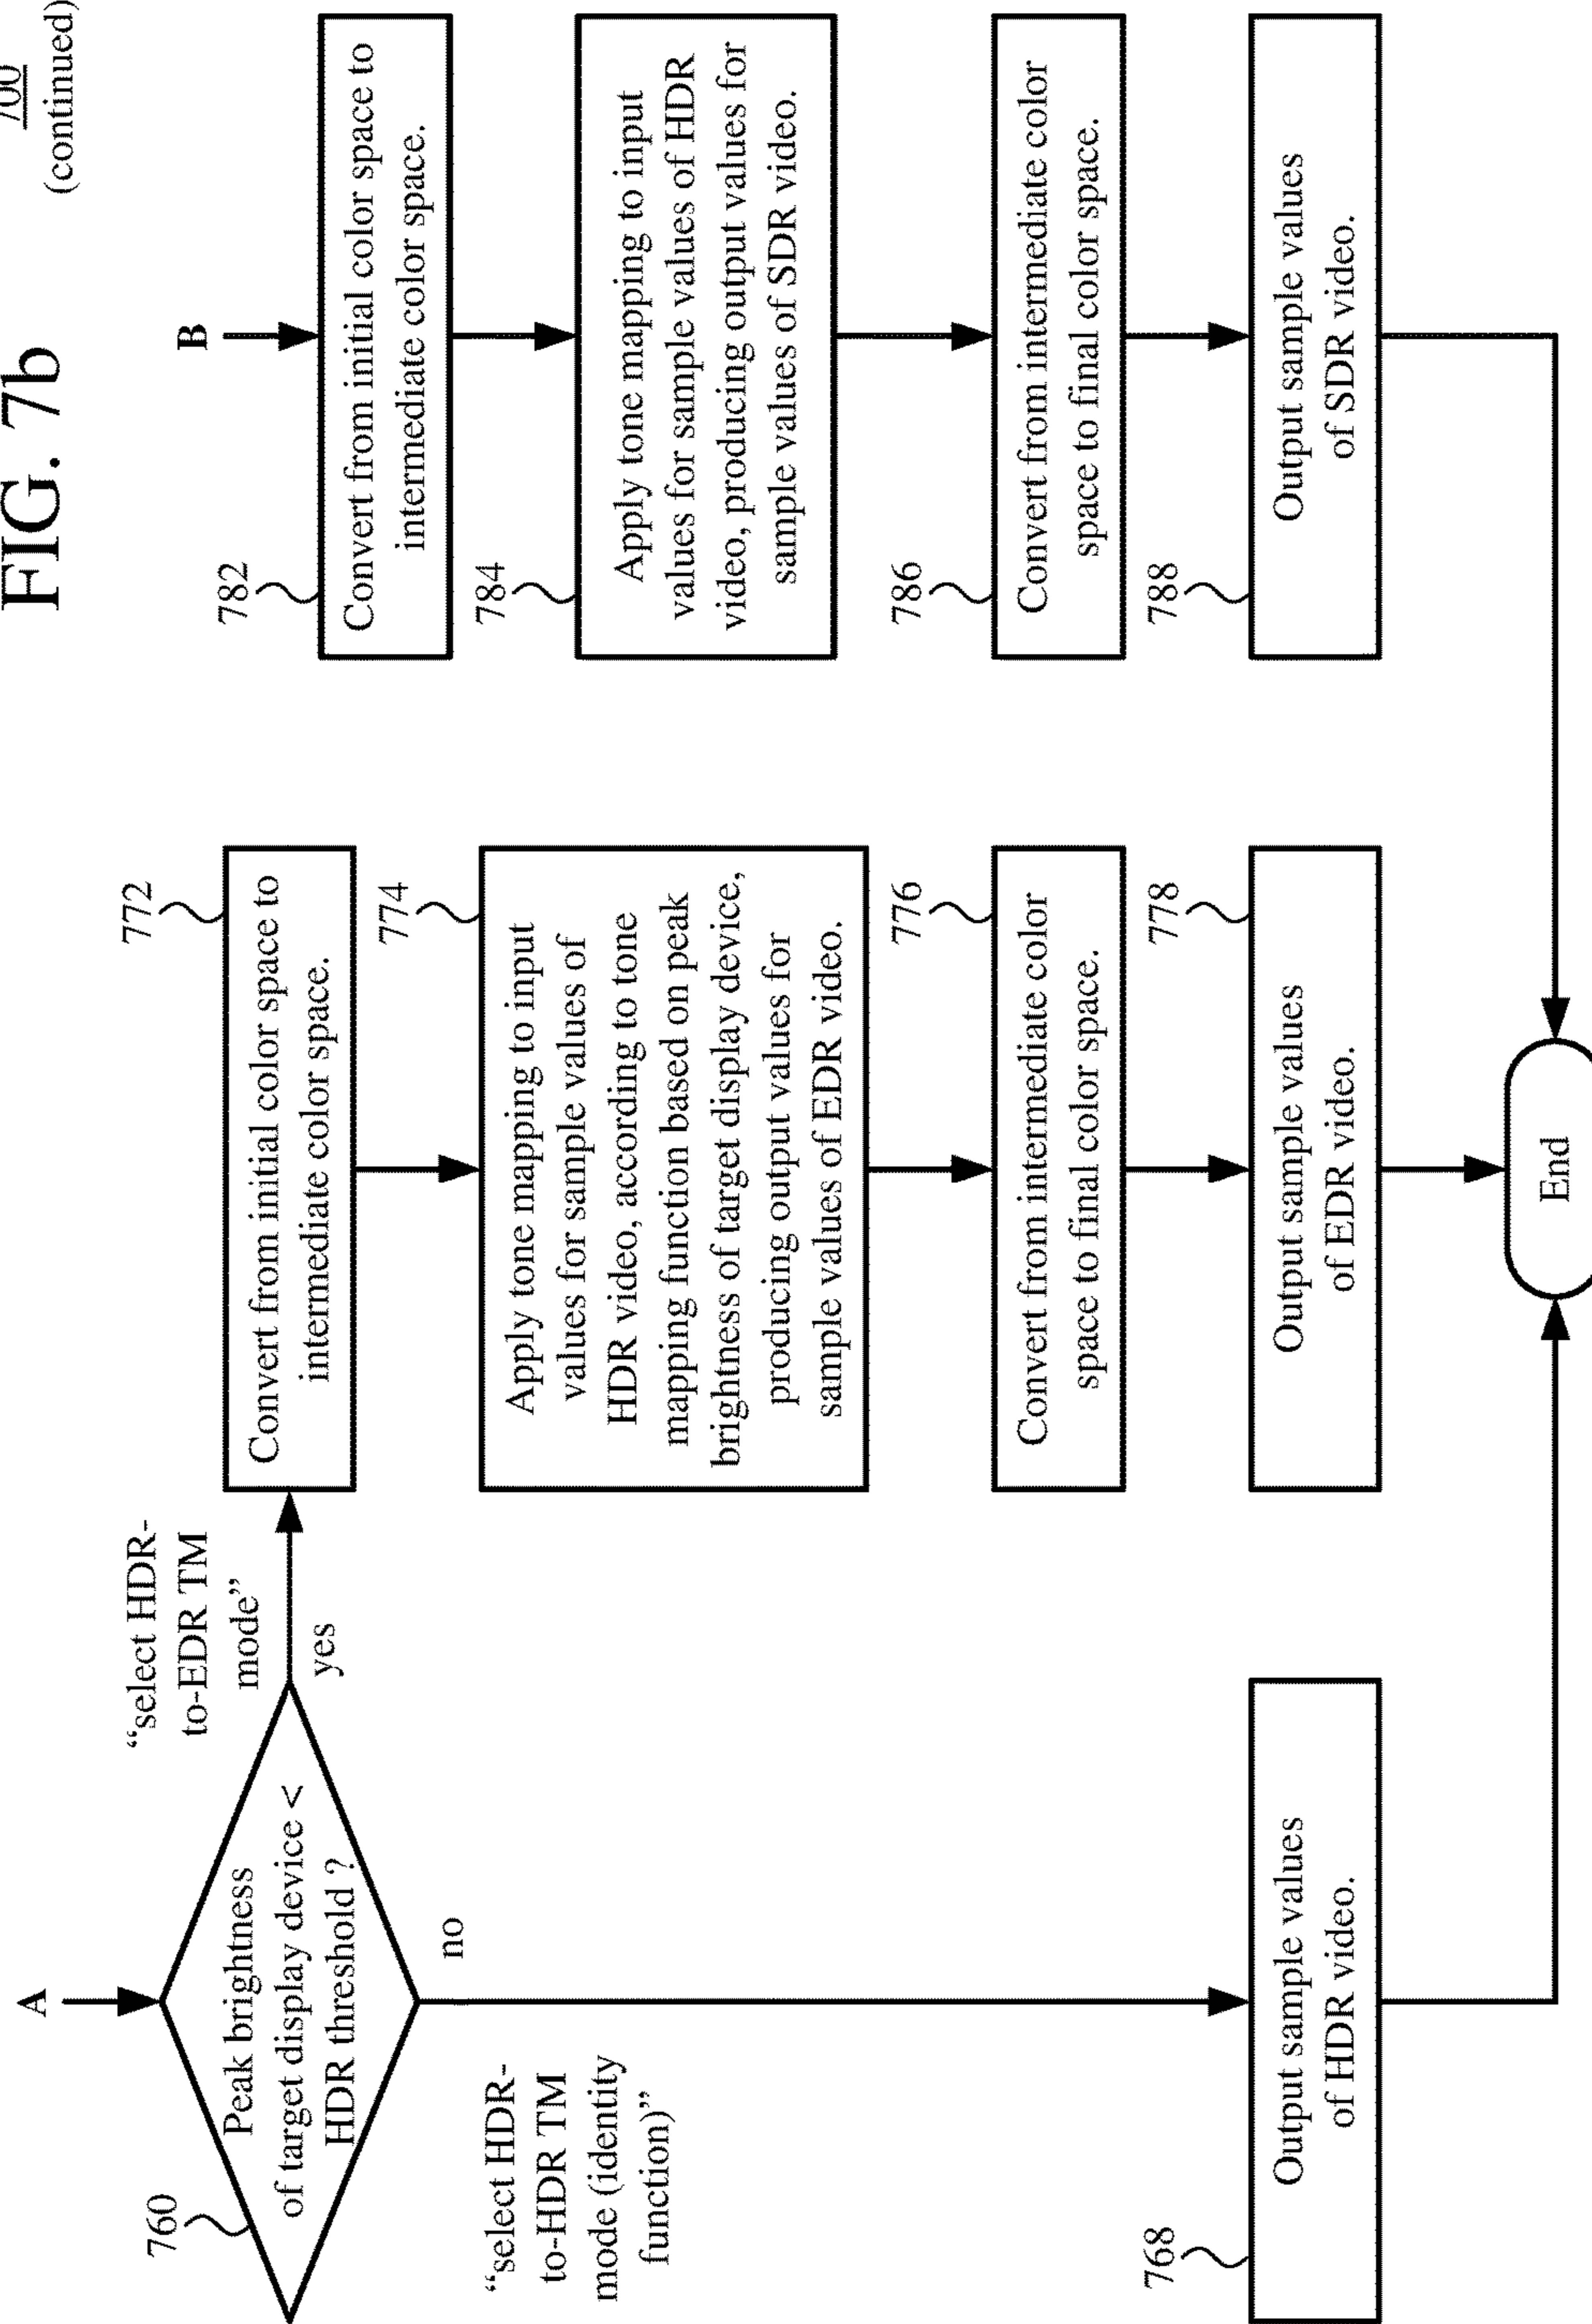 FIG. 7b
700
(continued)
A
760
Peak brightness
of target display device <
HDR threshold ?
“select HDR-
to-EDR TM
mode”
yes
no
“select HDR-
to-HDR TM
mode (identity
function)”
768
Output sample values
of HDR video.
772
Convert from initial color space to
intermediate color space.
774
Apply tone mapping to input
values for sample values of
HDR video, according to tone
mapping function based on peak
brightness of target display device,
producing output values for
sample values of EDR video.
776
Convert from intermediate color
space to final color space.
778
Output sample values
of EDR video.
B
782
Convert from initial color space to
intermediate color space.
784
Apply tone mapping to input
values for sample values of HDR
video, producing output values for
sample values of SDR video.
786
Convert from intermediate color
space to final color space.
788
Output sample values
of SDR video.
End